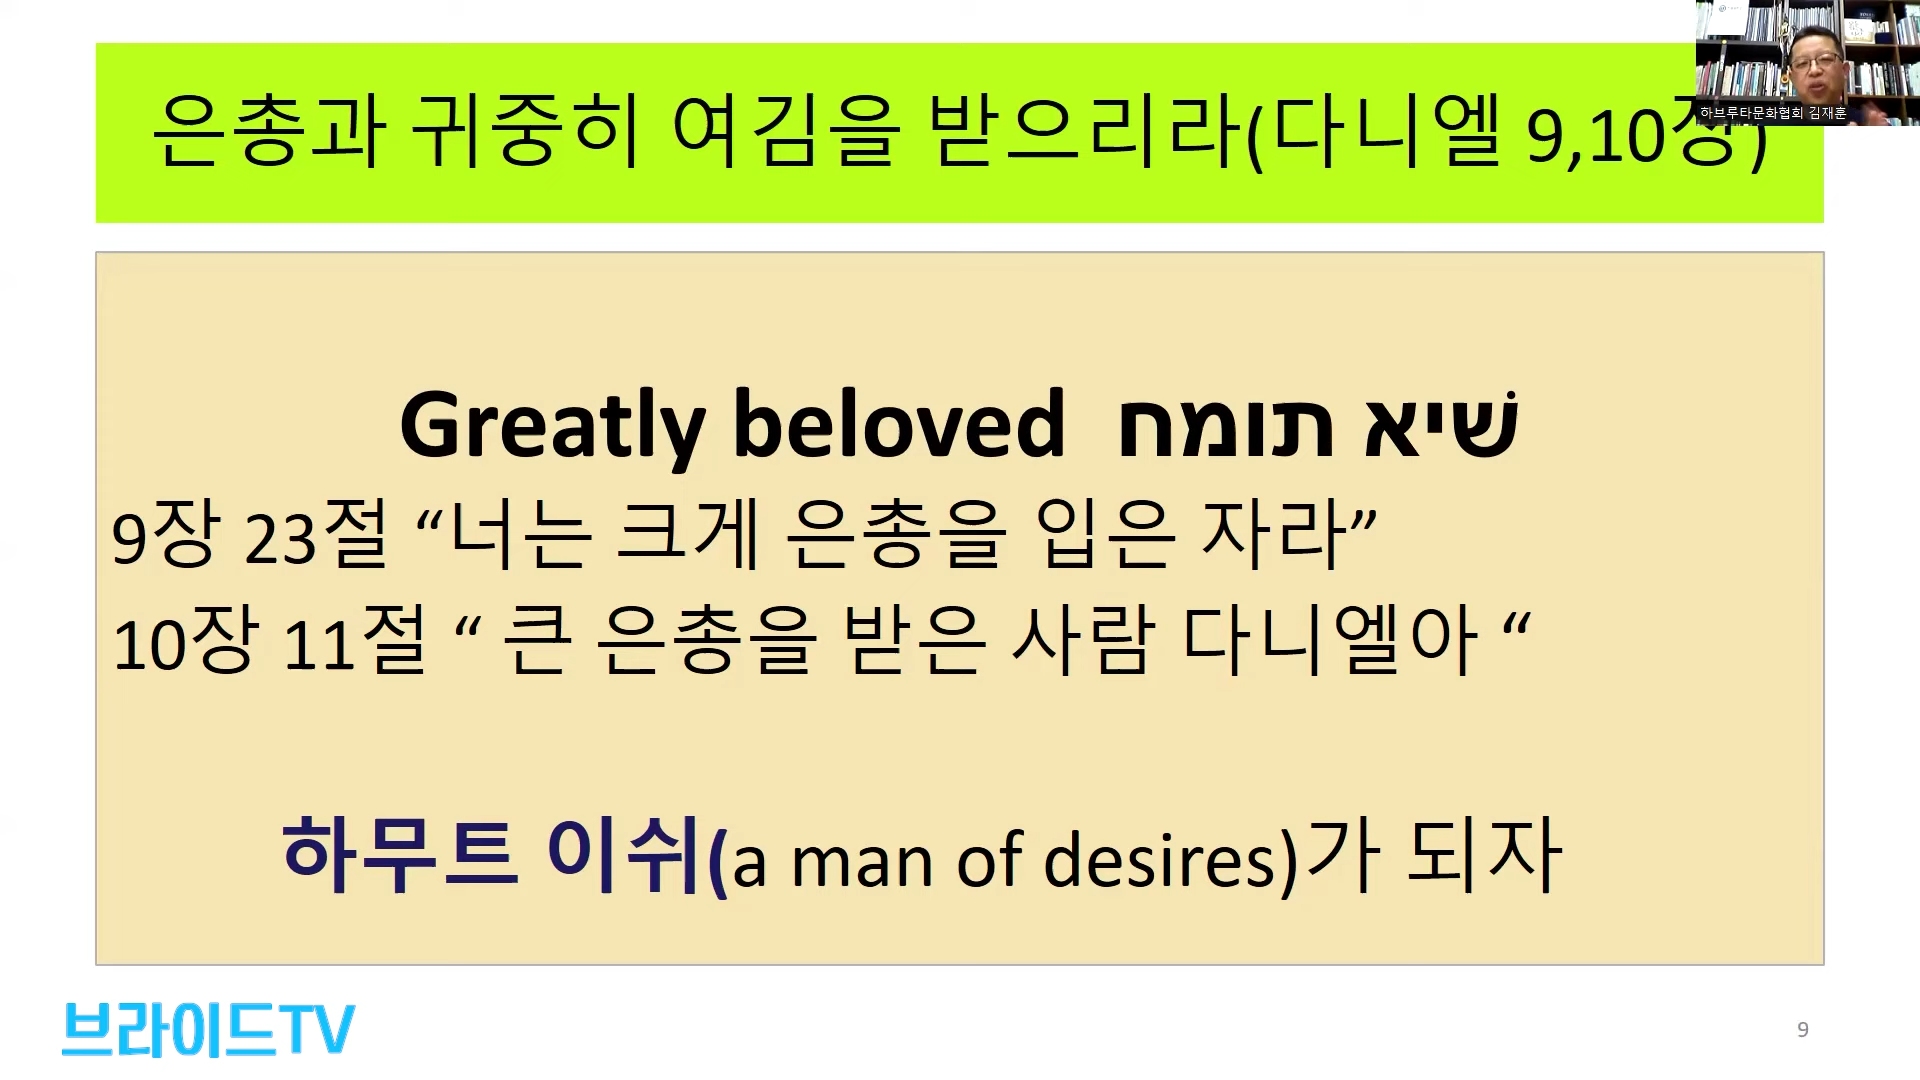 하브루타문화협회 김재훈
은총과 귀중히 여김을 받으리라(다니엘 9,10장)
Greatly beloved שׁיא תומח
9장 23절 “너는 크게 은총을 입은 자라”
10장 11절 “ 큰 은총을 받은 사람 다니엘아 “
하무트 이쉬(a man of desires)가 되자
브라이드TV
9